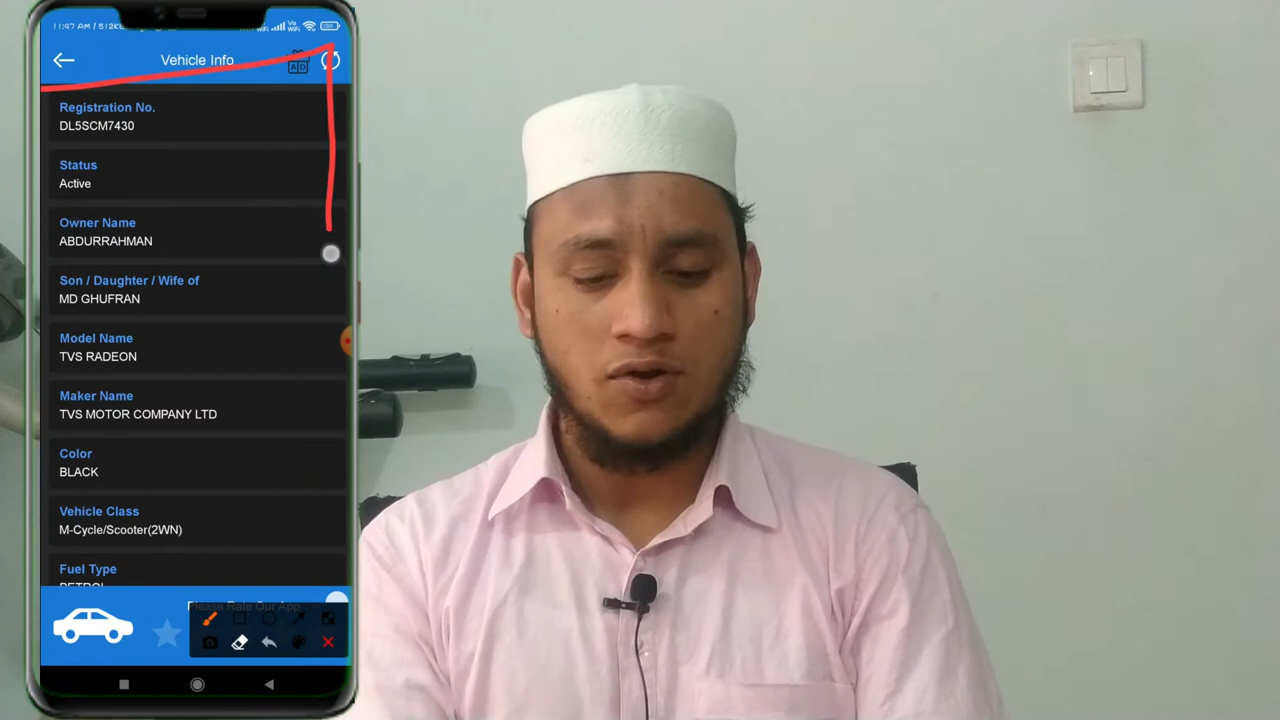 Vehicle Info
Registration No.
DL5SCM7430
Status
Active
Owner Name
ABDURRAHMAN
Son / Daughter / Wife of
MD GHUFRAN
Model Name
TVS RADEON
Maker Name
TVS MOTOR COMPANY LTD
Color
BLACK
Vehicle Class
M-Cycle/Scooter(2WN)
Fuel Type
PETROL
Please Rate Our App